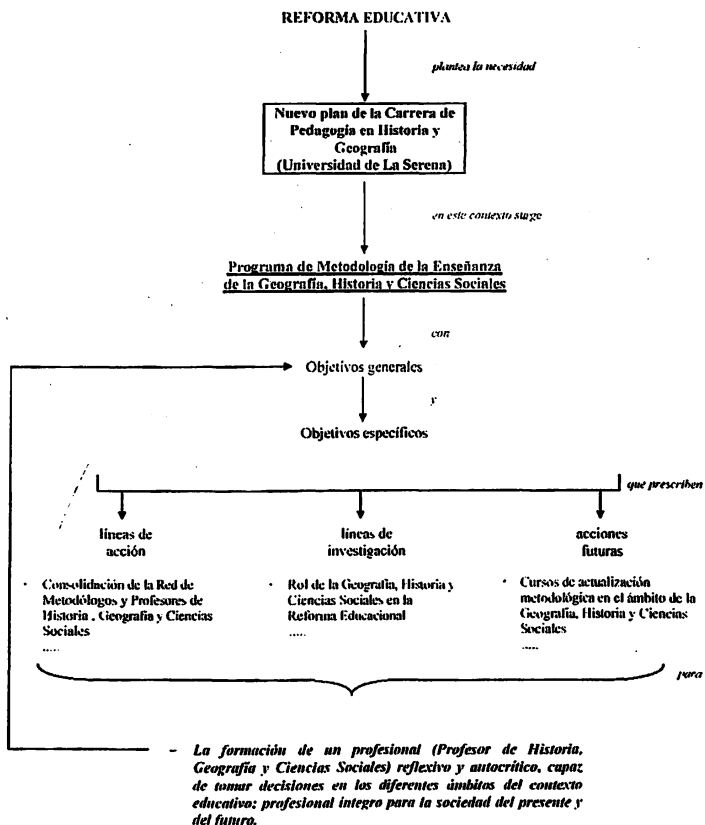 REFORMA EDUCATIVA
plantea la necesidad
Nuevo plan de la Carrera de
Pedagogía en Historia y
Geografía
(Universidad de La Serena)
en este contexto surge
Programa de Metodología de la Enseñanza
de la Geografía, Historia y Ciencias Sociales
con
Objetivos generales
y
Objetivos específicos
que prescriben
líneas de
acción
líneas de
investigación
acciones
futuras
• Consolidación de la Red de
Metodólogos y Profesores de
Historia , Geografía y Ciencias
Sociales
.....
• Rol de la Geografía, Historia y
Ciencias Sociales en la
Reforma Educacional
.....
• Cursos de actualización
metodológica en el ámbito de la
Geografía, Historia y Ciencias
Sociales
.....
para
- La formación de un profesional (Profesor de Historia,
Geografía y Ciencias Sociales) reflexivo y autocrítico, capaz
de tomar decisiones en los diferentes ámbitos del contexto
educativo; profesional íntegro para la sociedad del presente y
del futuro.